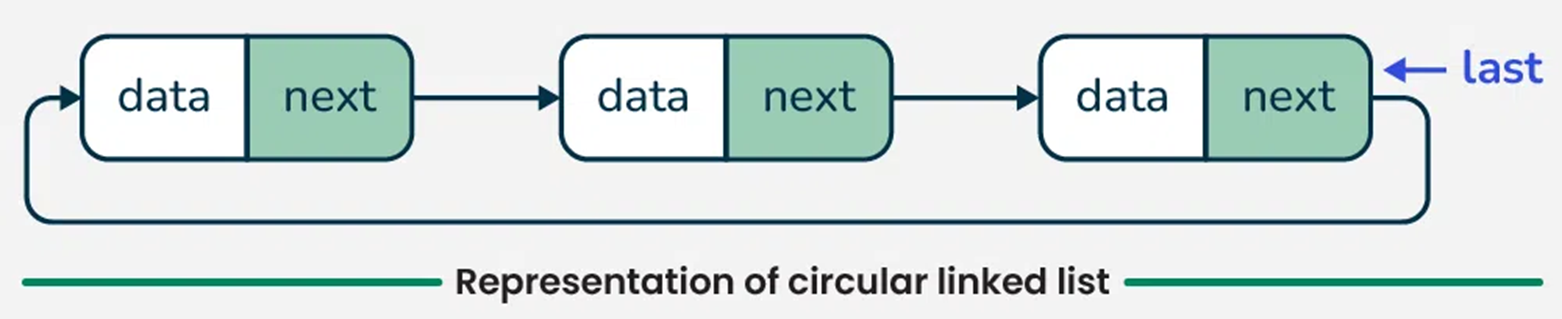 data next data next data next last
Representation of circular linked list